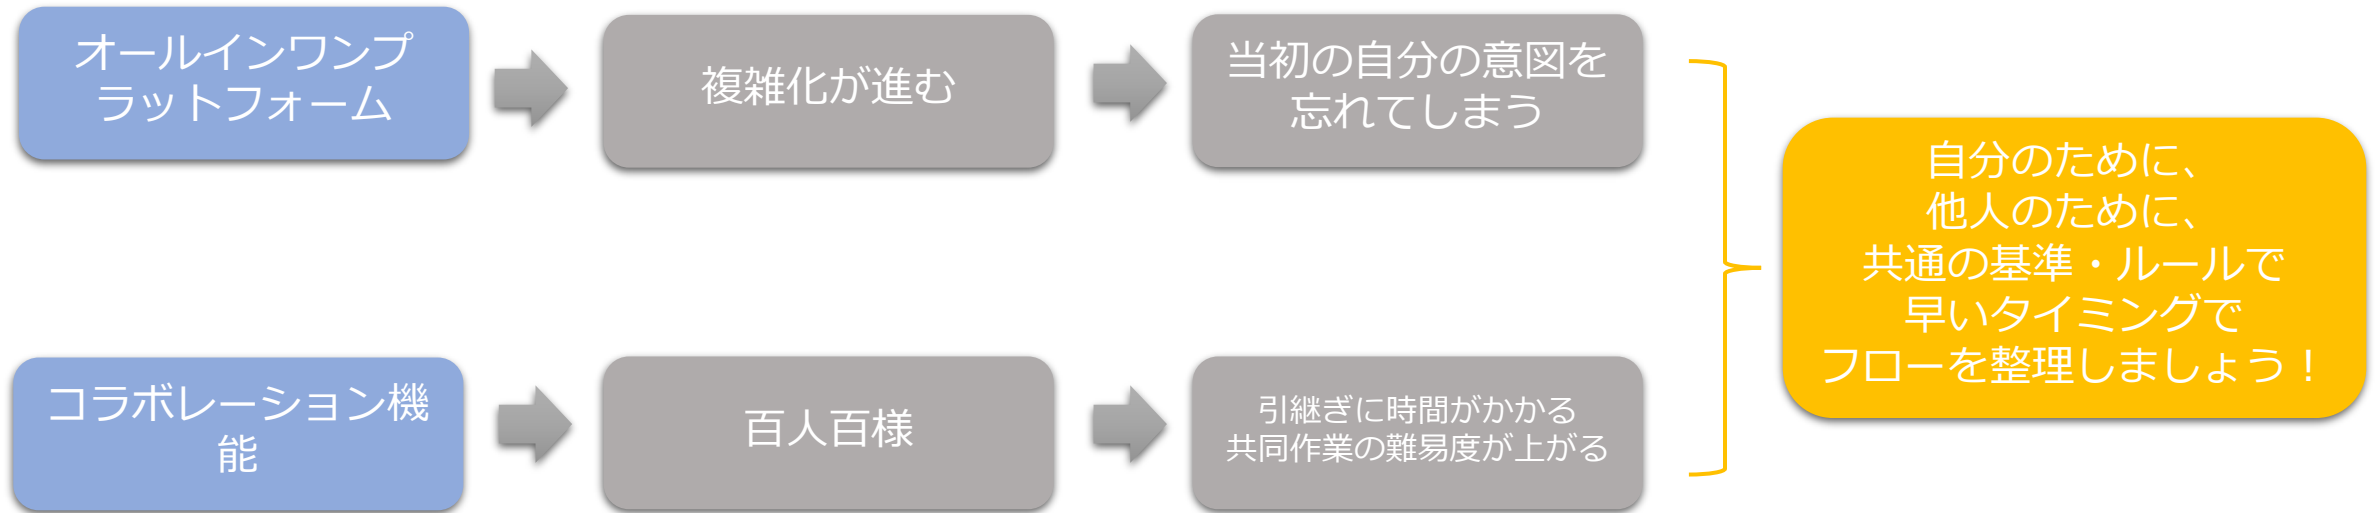 オールインワンプ
ラットフォーム
複雑化が進む
当初の自分の意図を
忘れてしまう
自分のために、
他人のために、
共通の基準・ルールで
早いタイミングで
フローを整理しましょう！
コラボレーション機
能
百人百様
引継ぎに時間がかかる
共同作業の難易度が上がる